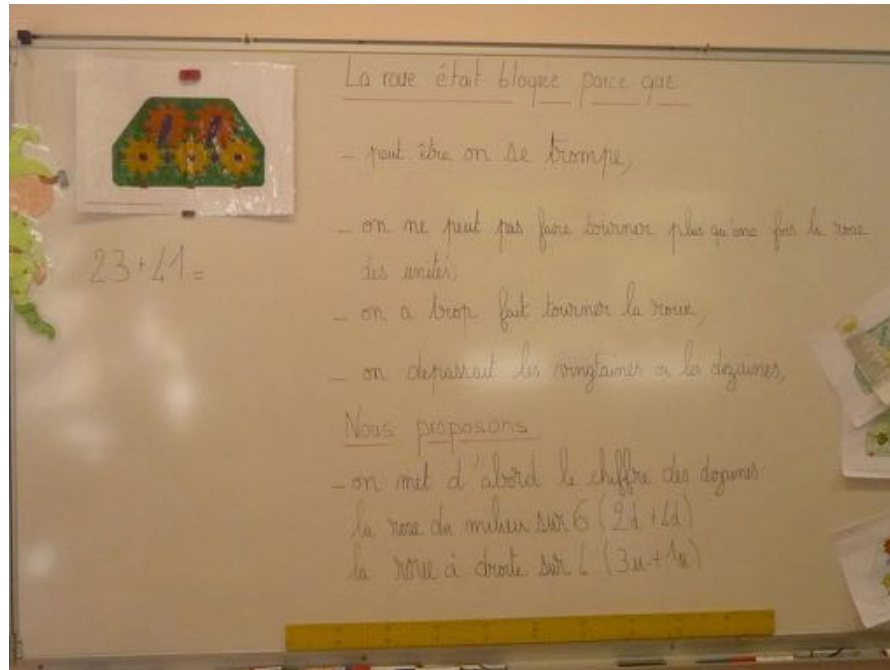 La roue était bloquée parce que
- peut être on se trompe,
- on ne peut pas faire tourner plus qu'une fois la roue
des unités,
23+41=
- on a trop fait tourner la roue,
- on depassait les vingtaines ou les dizaines,
Nous proposons
- on met d'abord le chiffre des dizaines
la roue du milieu sur 6 (2d+4d)
la roue à droite sur 4 (3u+1u)